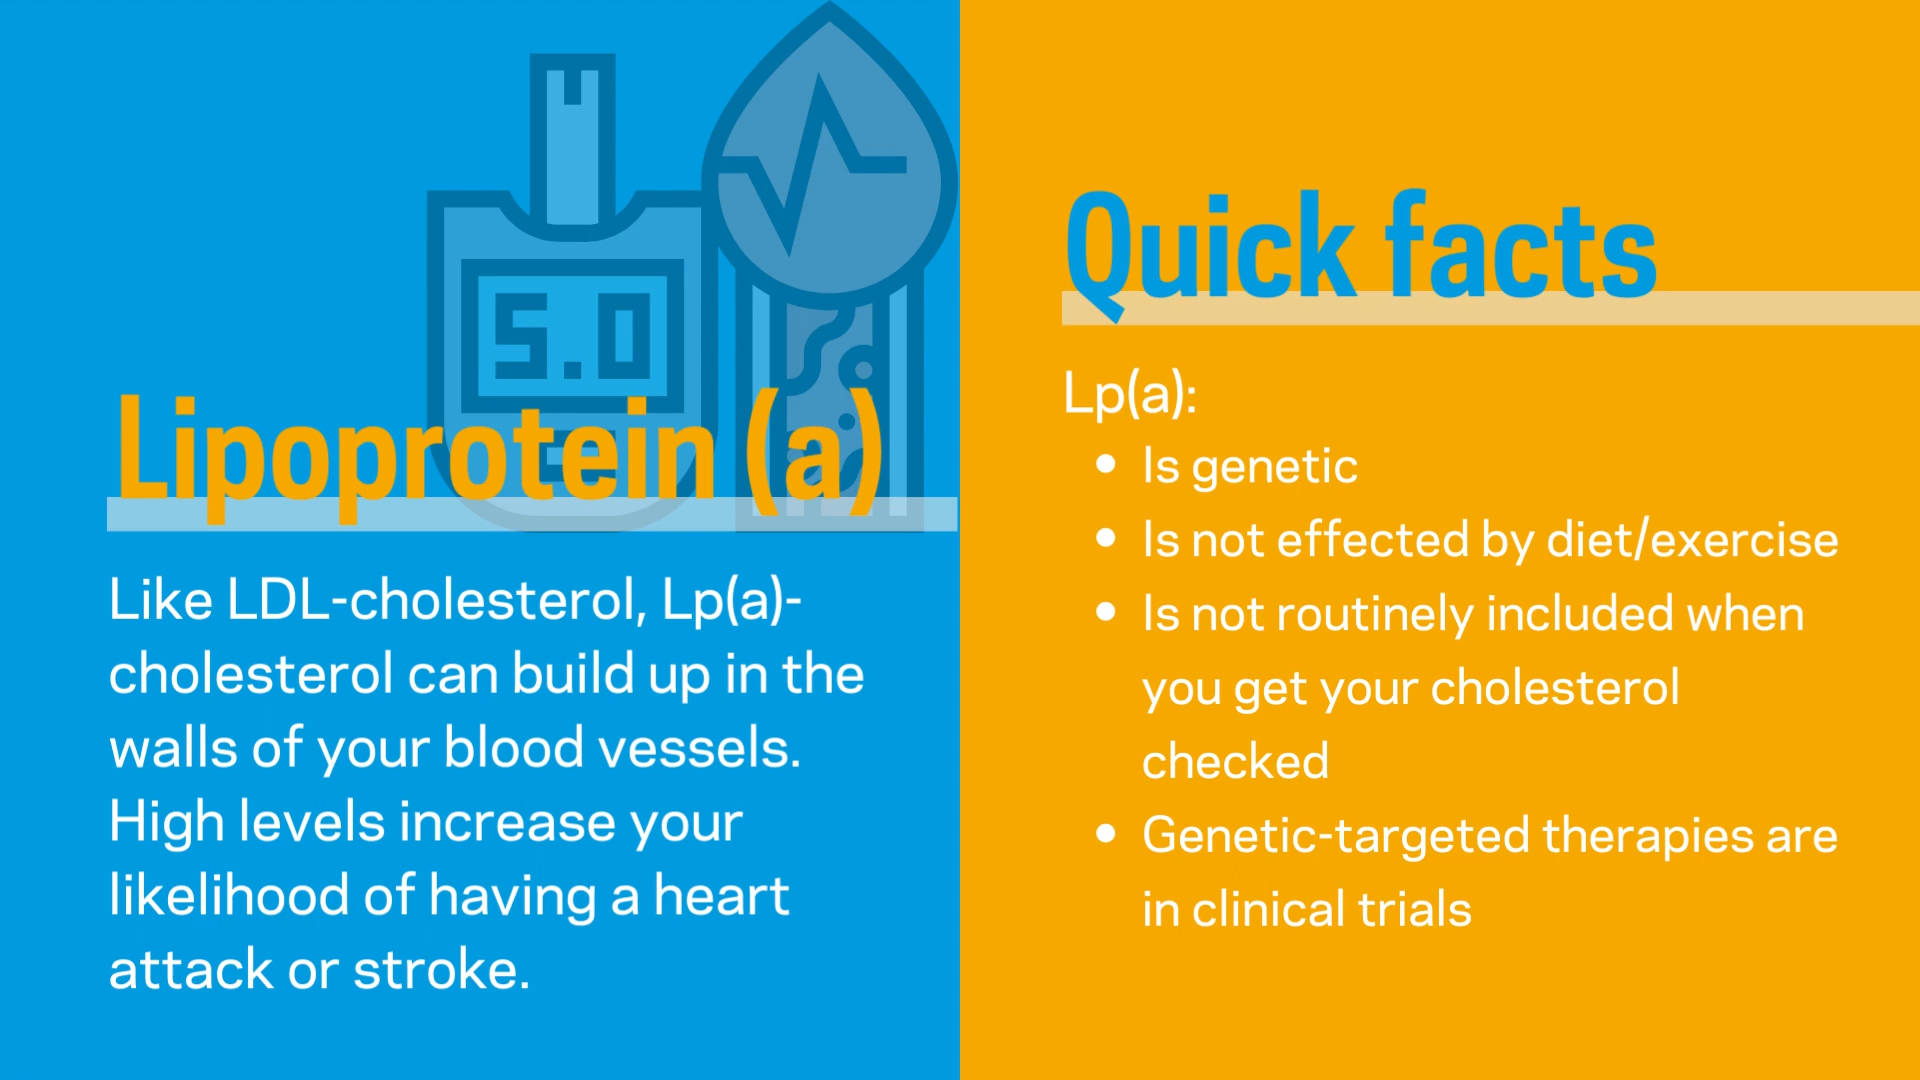 5.0
Lipoprotein (a)
Like LDL-cholesterol, Lp(a)-
cholesterol can build up in the
walls of your blood vessels.
High levels increase your
likelihood of having a heart
attack or stroke.
Quick facts
Lp(a):
• Is genetic
• Is not effected by diet/exercise
• Is not routinely included when
you get your cholesterol
checked
• Genetic-targeted therapies are
in clinical trials